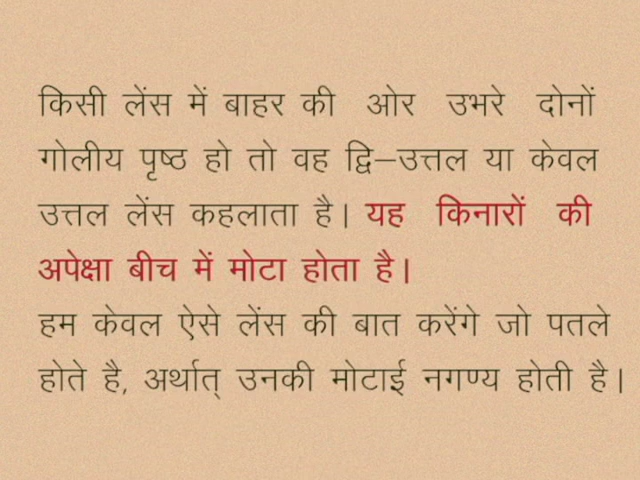 किसी लेंस में बाहर की ओर उभरे दोनों
गोलीय पृष्ठ हो तो वह द्वि–उत्तल या केवल
उत्तल लेंस कहलाता है। यह किनारों की
अपेक्षा बीच में मोटा होता है।
हम केवल ऐसे लेंस की बात करेंगे जो पतले
होते है, अर्थात् उनकी मोटाई नगण्य होती है।